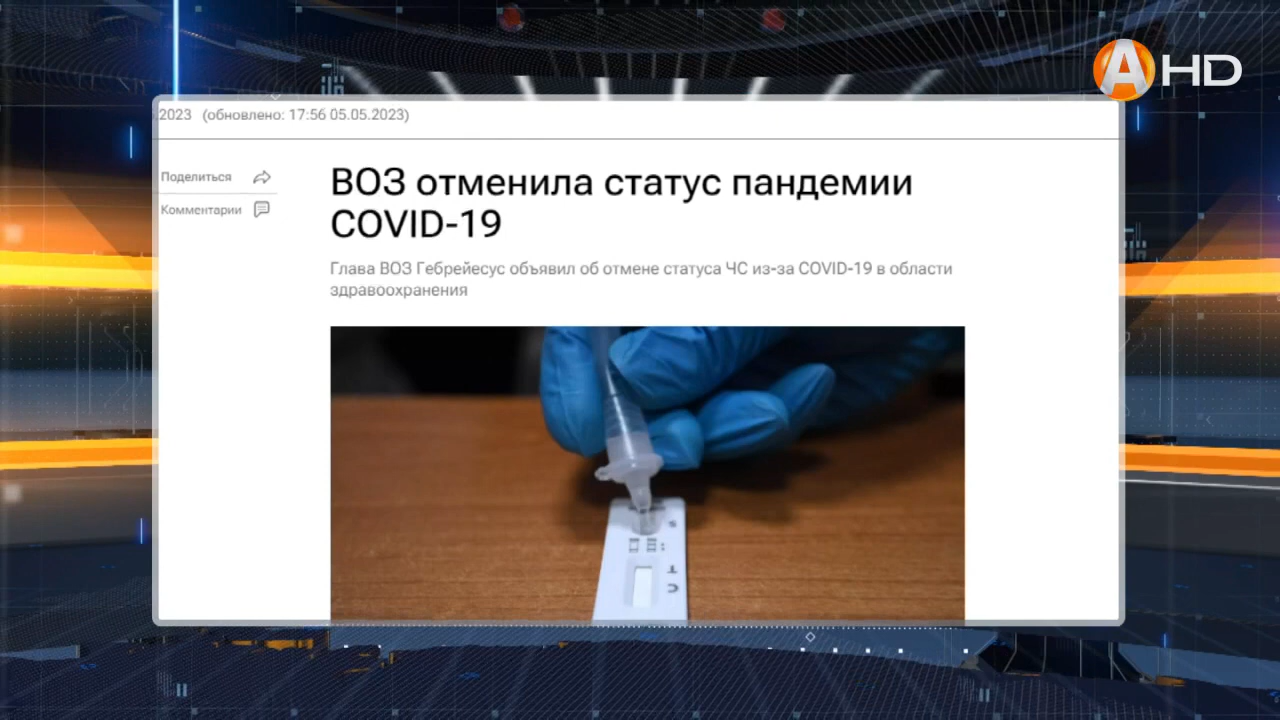 АHD
.2023 (обновлено: 17:56 05.05.2023)
Поделиться
Комментарии
ВОЗ отменила статус пандемии
COVID-19
Глава ВОЗ Гебрейесус объявил об отмене статуса ЧС из-за COVID-19 в области
здравоохранения
T
C